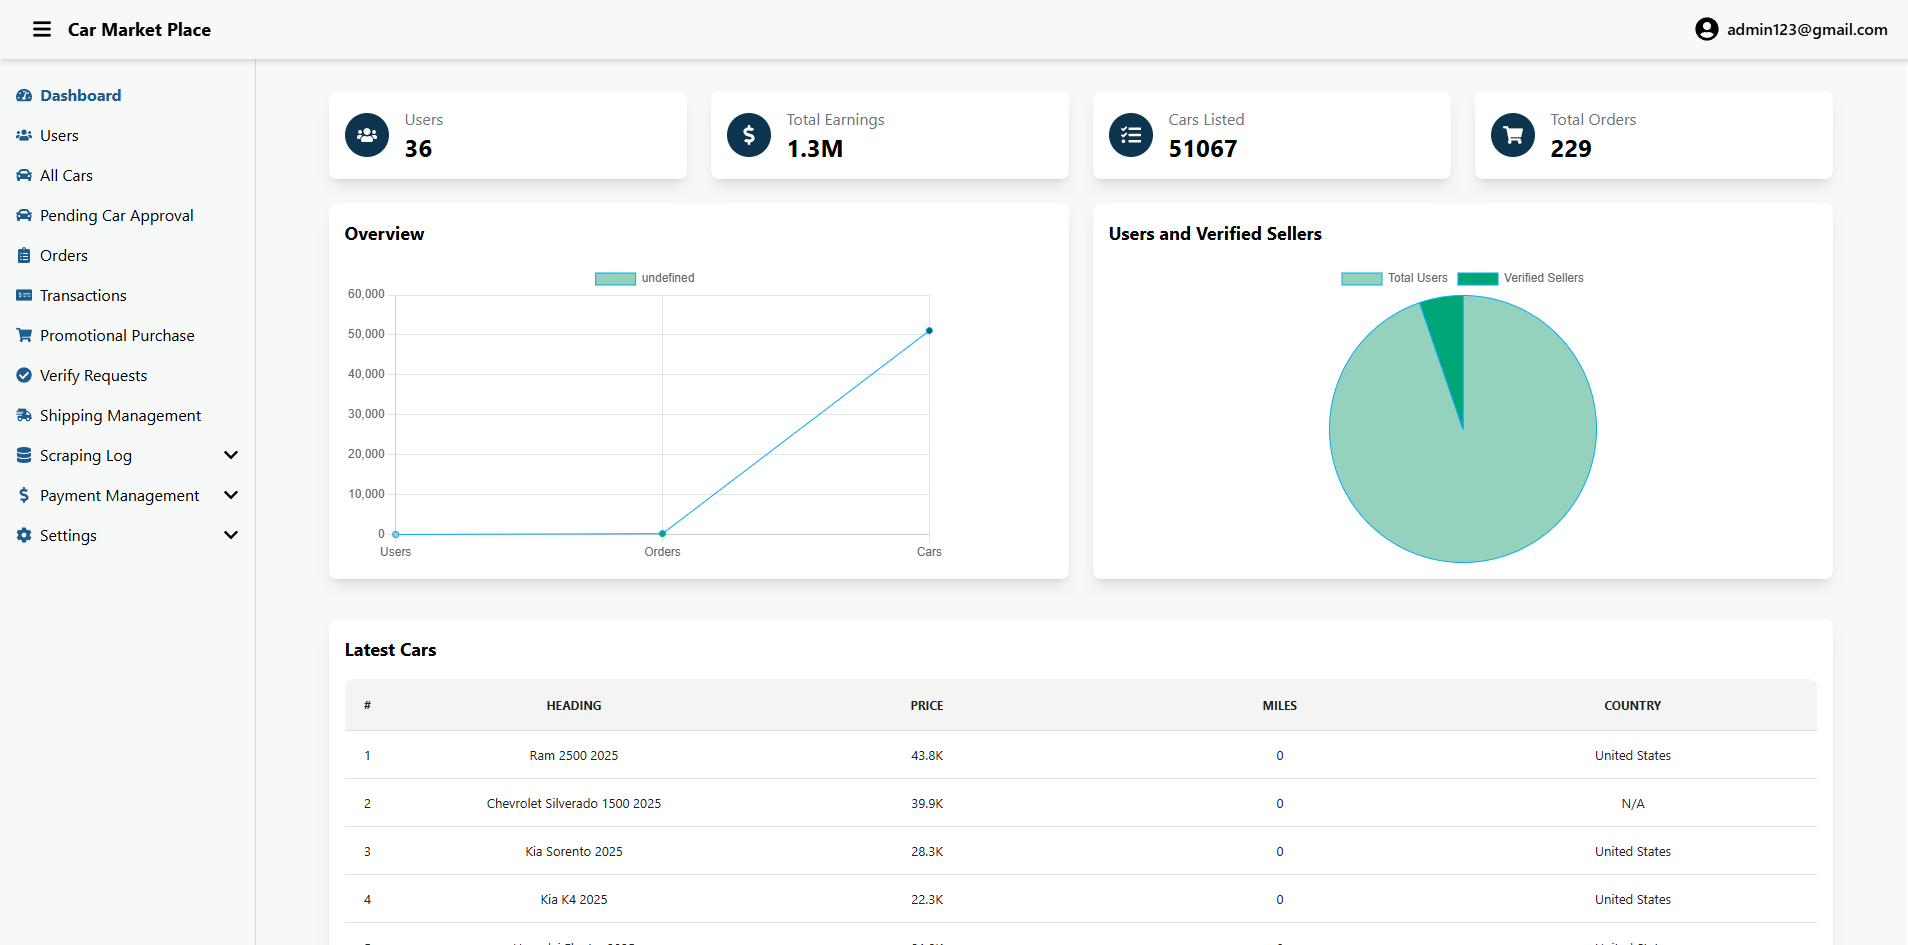 Car Market Place
admin123@gmail.com
Dashboard
Users
All Cars
Pending Car Approval
Orders
Transactions
Promotional Purchase
Verify Requests
Shipping Management
Scraping Log
Payment Management
Settings
Users
36
Total Earnings
1.3M
Cars Listed
51067
Total Orders
229
Overview
undefined
60,000
50,000
40,000
30,000
20,000
10,000
0
Users Orders Cars
Users and Verified Sellers
Total Users Verified Sellers
Latest Cars
# HEADING PRICE MILES COUNTRY
1 Ram 2500 2025 43.8K 0 United States
2 Chevrolet Silverado 1500 2025 39.9K 0 N/A
3 Kia Sorento 2025 28.3K 0 United States
4 Kia K4 2025 22.3K 0 United States